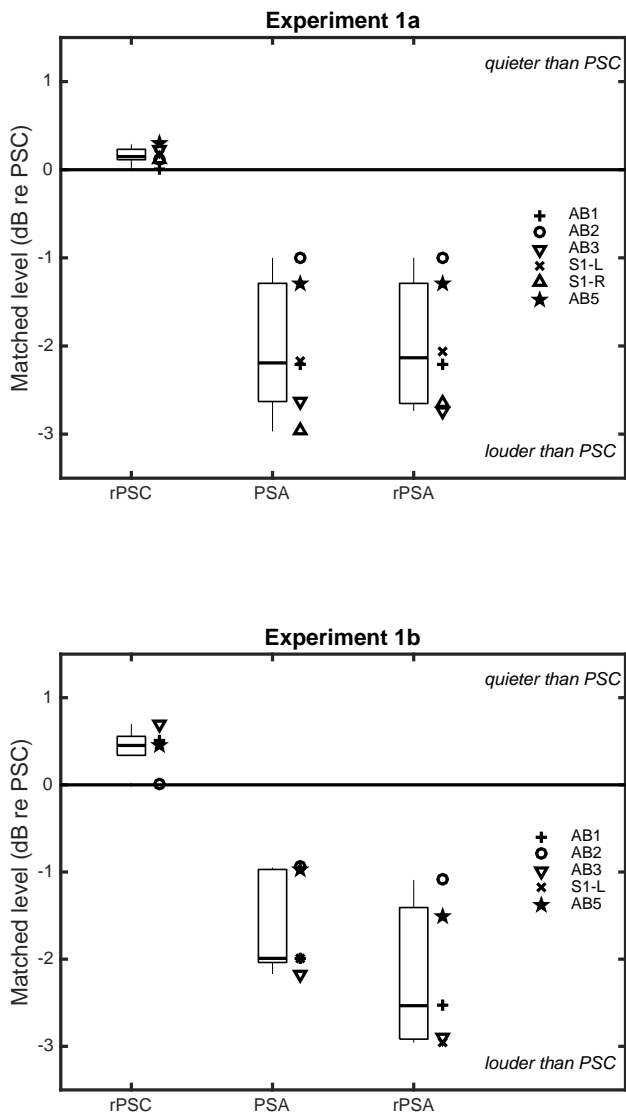 Experiment 1a
quieter than PSC
1
0
-1
-2
-3
Matched level (dB re PSC)
AB1
AB2
AB3
S1-L
S1-R
AB5
louder than PSC
rPSC PSA rPSA
Experiment 1b
quieter than PSC
1
0
-1
-2
-3
Matched level (dB re PSC)
AB1
AB2
AB3
S1-L
AB5
louder than PSC
rPSC PSA rPSA